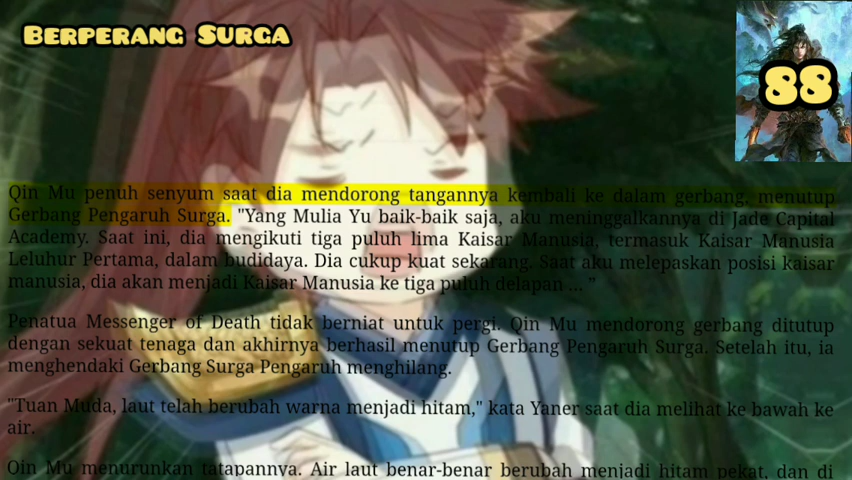 Berperang Surga
88
Qin Mu penuh senyum saat dia mendorong tangannya kembali ke dalam gerbang, menutup
Gerbang Pengaruh Surga. "Yang Mulia Yu baik-baik saja, aku meninggalkannya di Jade Capital
Academy. Saat ini, dia mengikuti tiga puluh lima Kaisar Manusia, termasuk Kaisar Manusia
Leluhur Pertama, dalam budidaya. Dia cukup kuat sekarang. Saat aku melepaskan posisi kaisar
manusia, dia akan menjadi Kaisar Manusia ke tiga puluh delapan ... "
Penatua Messenger of Death tidak berniat untuk pergi. Qin Mu mendorong gerbang ditutup
dengan sekuat tenaga dan akhirnya berhasil menutup Gerbang Pengaruh Surga. Setelah itu, ia
menghendaki Gerbang Surga Pengaruh menghilang.
"Tuan Muda, laut telah berubah warna menjadi hitam," kata Yaner saat dia melihat ke bawah ke
air.
Qin Mu menurunkan tatapannya. Air laut benar-benar berubah menjadi hitam pekat, dan di